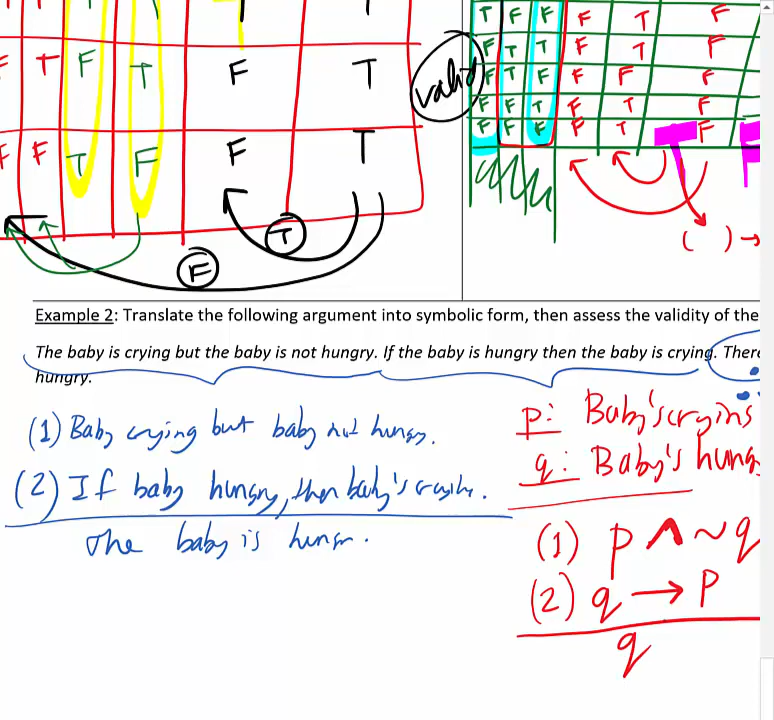 T F F F T F
F T T F T F
F T F T F T
valid
F T F F F F
F F T F T F
F F T F F T
F F F F T F
T
T
F
( ) →
Example 2: Translate the following argument into symbolic form, then assess the validity of the
The baby is crying but the baby is not hungry. If the baby is hungry then the baby is crying. There
hungry.
(1) Baby crying but baby not hungry.
(2) If baby hungry, then baby's crying.
The baby is hungry.
p: Baby's crying
q: Baby's hung
(1) p ∧ ~q
(2) q → p
q